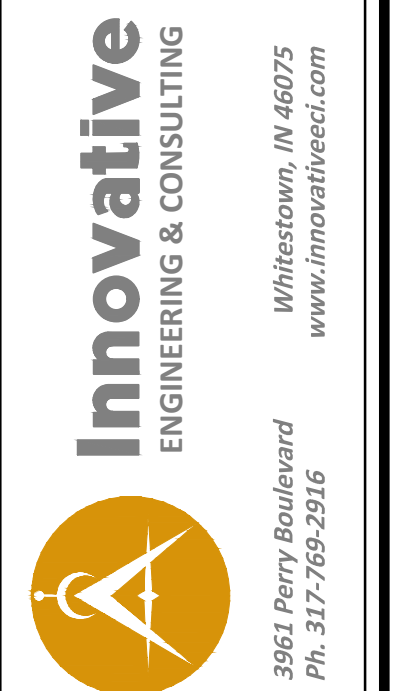 Innovative
ENGINEERING & CONSULTING
3961 Perry Boulevard Whitestown, IN 46075
Ph. 317-769-2916 www.innovativeeci.com